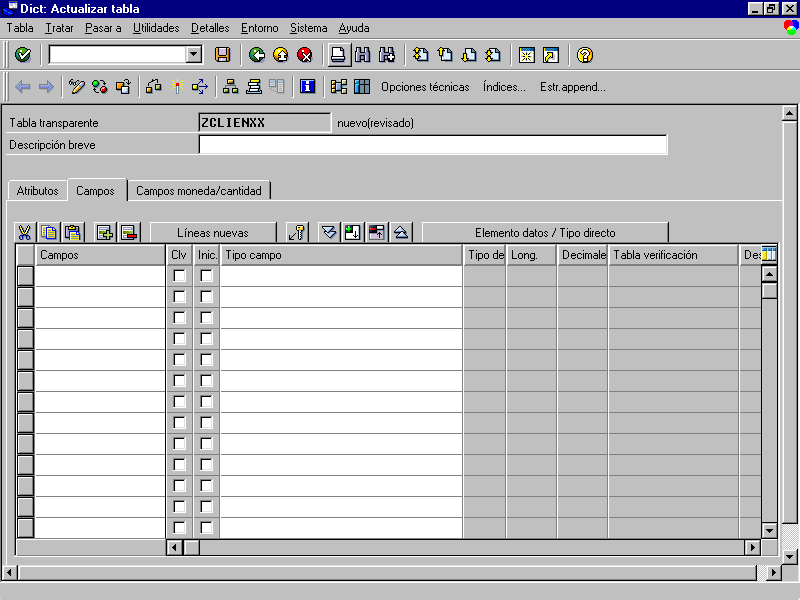 Dict: Actualizar tabla
Tabla Tratar Pasar a Utilidades Detalles Entorno Sistema Ayuda
Opciones técnicas Índices... Estr.append...
Tabla transparente ZCLIENXX nuevo(revisado)
Descripción breve
Atributos Campos Campos moneda/cantidad
Líneas nuevas Elemento datos / Tipo directo
Campos Clv Inic. Tipo campo Tipo de Long. Decimale Tabla verificación Des